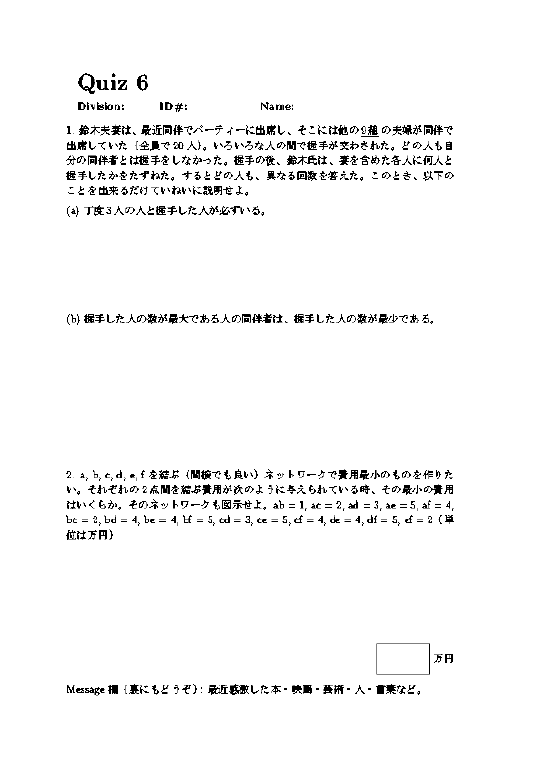 Quiz 6
Division: ID#: Name:
1. 鈴木夫妻は、最近同伴でパーティーに出席し、そこには他の 9組 の夫婦が同伴で
出席していた (全員で 20 人)。いろいろな人の間で握手が交わされた。どの人も自
分の同伴者とは握手をしなかった。握手の後、鈴木氏は、妻を含めた各人に何人と
握手したかをたずねた。するとどの人も、異なる回数を答えた。このとき、以下の
ことを出来るだけていねいに説明せよ。
(a) 丁度 3 人の人と握手した人が必ずいる。
(b) 握手した人の数が最大である人の同伴者は、握手した人の数が最少である。
2. a, b, c, d, e, f を結ぶ (間接でも良い) ネットワークで費用最小のものを作りた
い。それぞれの 2 点間を結ぶ費用が次のように与えられている時、その最小の費用
はいくらか。そのネットワークも図示せよ。ab = 1, ac = 2, ad = 3, ae = 5, af = 4,
bc = 2, bd = 4, be = 4, bf = 5, cd = 3, ce = 5, cf = 4, de = 4, df = 5, ef = 2 (単
位は万円)
万円
Message 欄 (裏にもどうぞ): 最近感激した本・映画・芸術・人・言葉など。